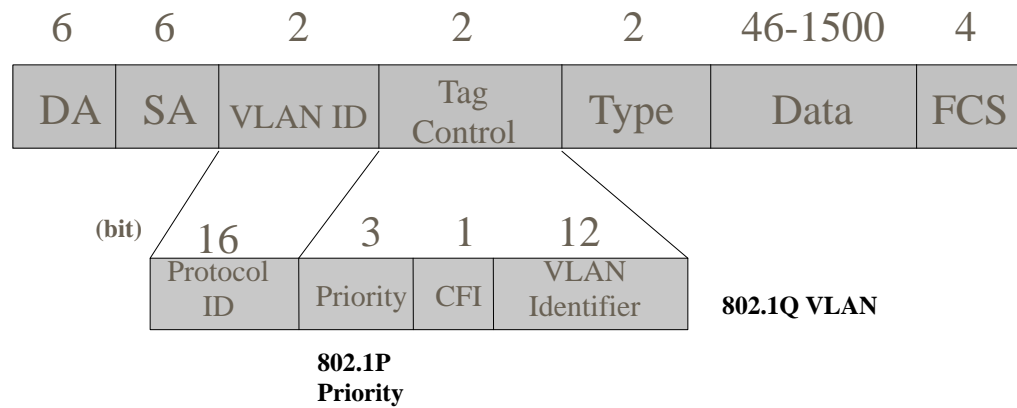 6 6 2 2 2 46-1500 4
DA SA VLAN ID Tag Control Type Data FCS
(bit) 16 3 1 12
Protocol ID Priority CFI VLAN Identifier 802.1Q VLAN
802.1P
Priority